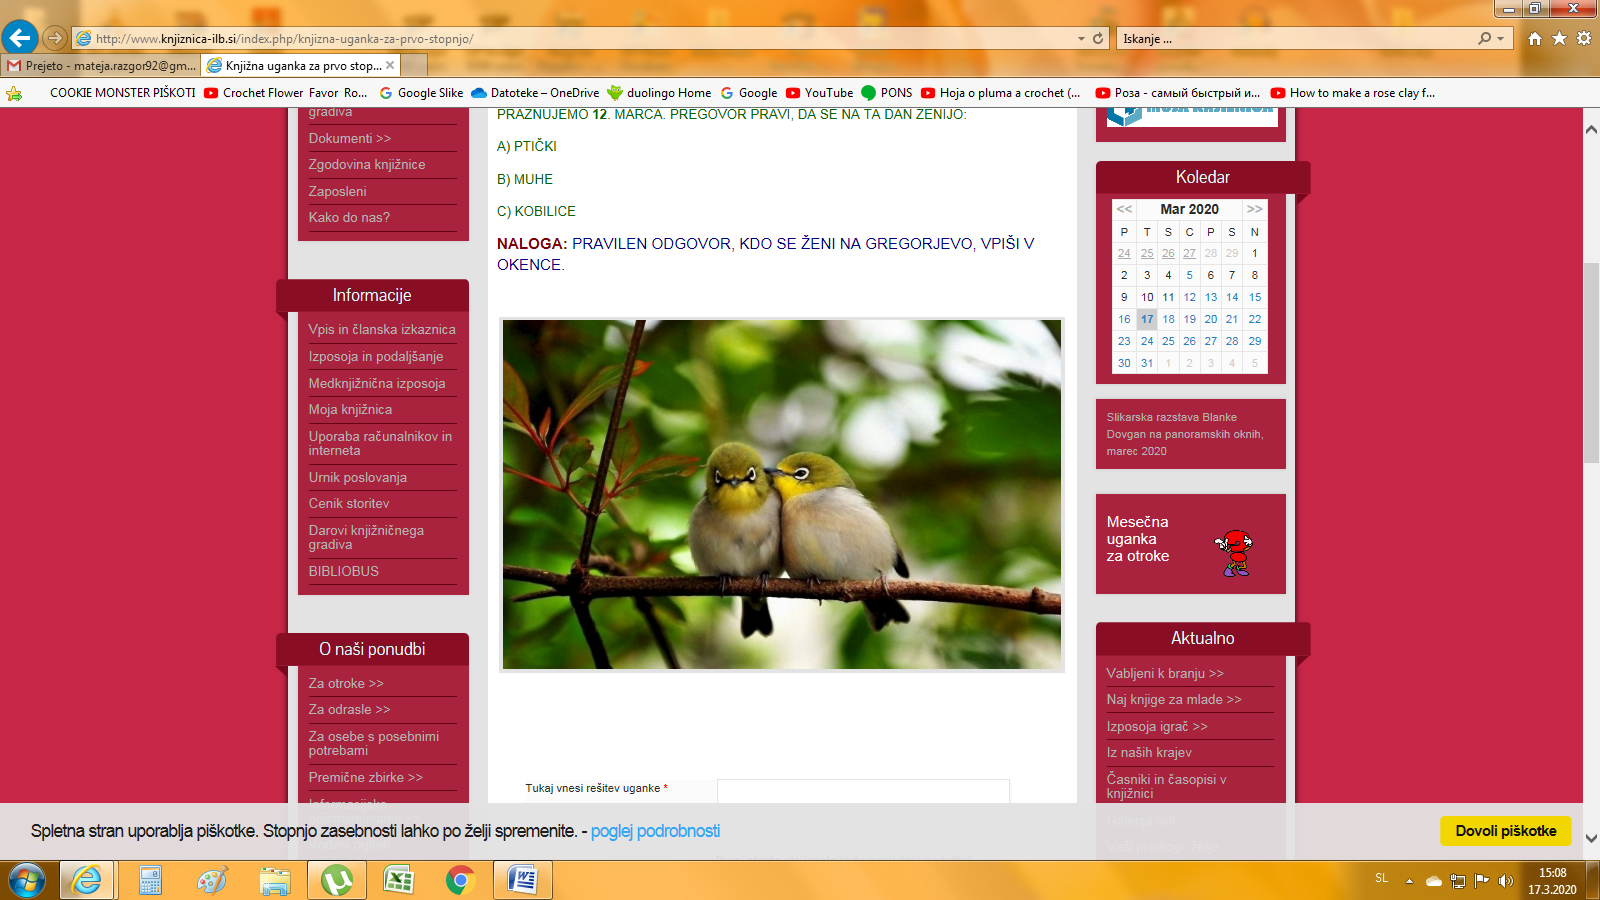 http://www.knjiznica-ilb.si/index.php/knjizna-uganka-za-prvo-stopnjo/
Iskanje ...
Prejeto - mateja.razgor92@gm...
Knjižna uganka za prvo stop...
COOKIE MONSTER PIŠKOTI
Crochet Flower Favor Ro...
Google Slike
Datoteke – OneDrive
duolingo Home
Google
YouTube
PONS
Hoja o pluma a crochet (...
Роза - самый быстрый и...
How to make a rose clay f...
gradiva
Dokumenti >>
Zgodovina knjižnice
Zaposleni
Kako do nas?
Informacije
Vpis in članska izkaznica
Izposoja in podaljšanje
Medknjižnična izposoja
Moja knjižnica
Uporaba računalnikov in
interneta
Urnik poslovanja
Cenik storitev
Darovi knjižničnega
gradiva
BIBLIOBUS
O naši ponudbi
Za otroke >>
Za odrasle >>
Za osebe s posebnimi
potrebami
Premične zbirke >>
PRAZNUJEMO 12. MARCA. PREGOVOR PRAVI, DA SE NA TA DAN ŽENIJO:
A) PTIČKI
B) MUHE
C) KOBILICE
NALOGA: PRAVILEN ODGOVOR, KDO SE ŽENI NA GREGORJEVO, VPIŠI V
OKENCE.
Tukaj vnesi rešitev uganke *
Koledar
<< Mar 2020 >>
P T S C P S N
24 25 26 27 28 29 1
2 3 4 5 6 7 8
9 10 11 12 13 14 15
16 17 18 19 20 21 22
23 24 25 26 27 28 29
30 31 1 2 3 4 5
Slikarska razstava Blanke
Dovgan na panoramskih oknih,
marec 2020
Mesečna
uganka
za otroke
Aktualno
Vabljeni k branju >>
Naj knjige za mlade >>
Izposoja igrač >>
Iz naših krajev
Časniki in časopisi v
knjižnici
Spletna stran uporablja piškotke. Stopnjo zasebnosti lahko po želji spremenite. - poglej podrobnosti
Dovoli piškotke
SL
15:08
17.3.2020